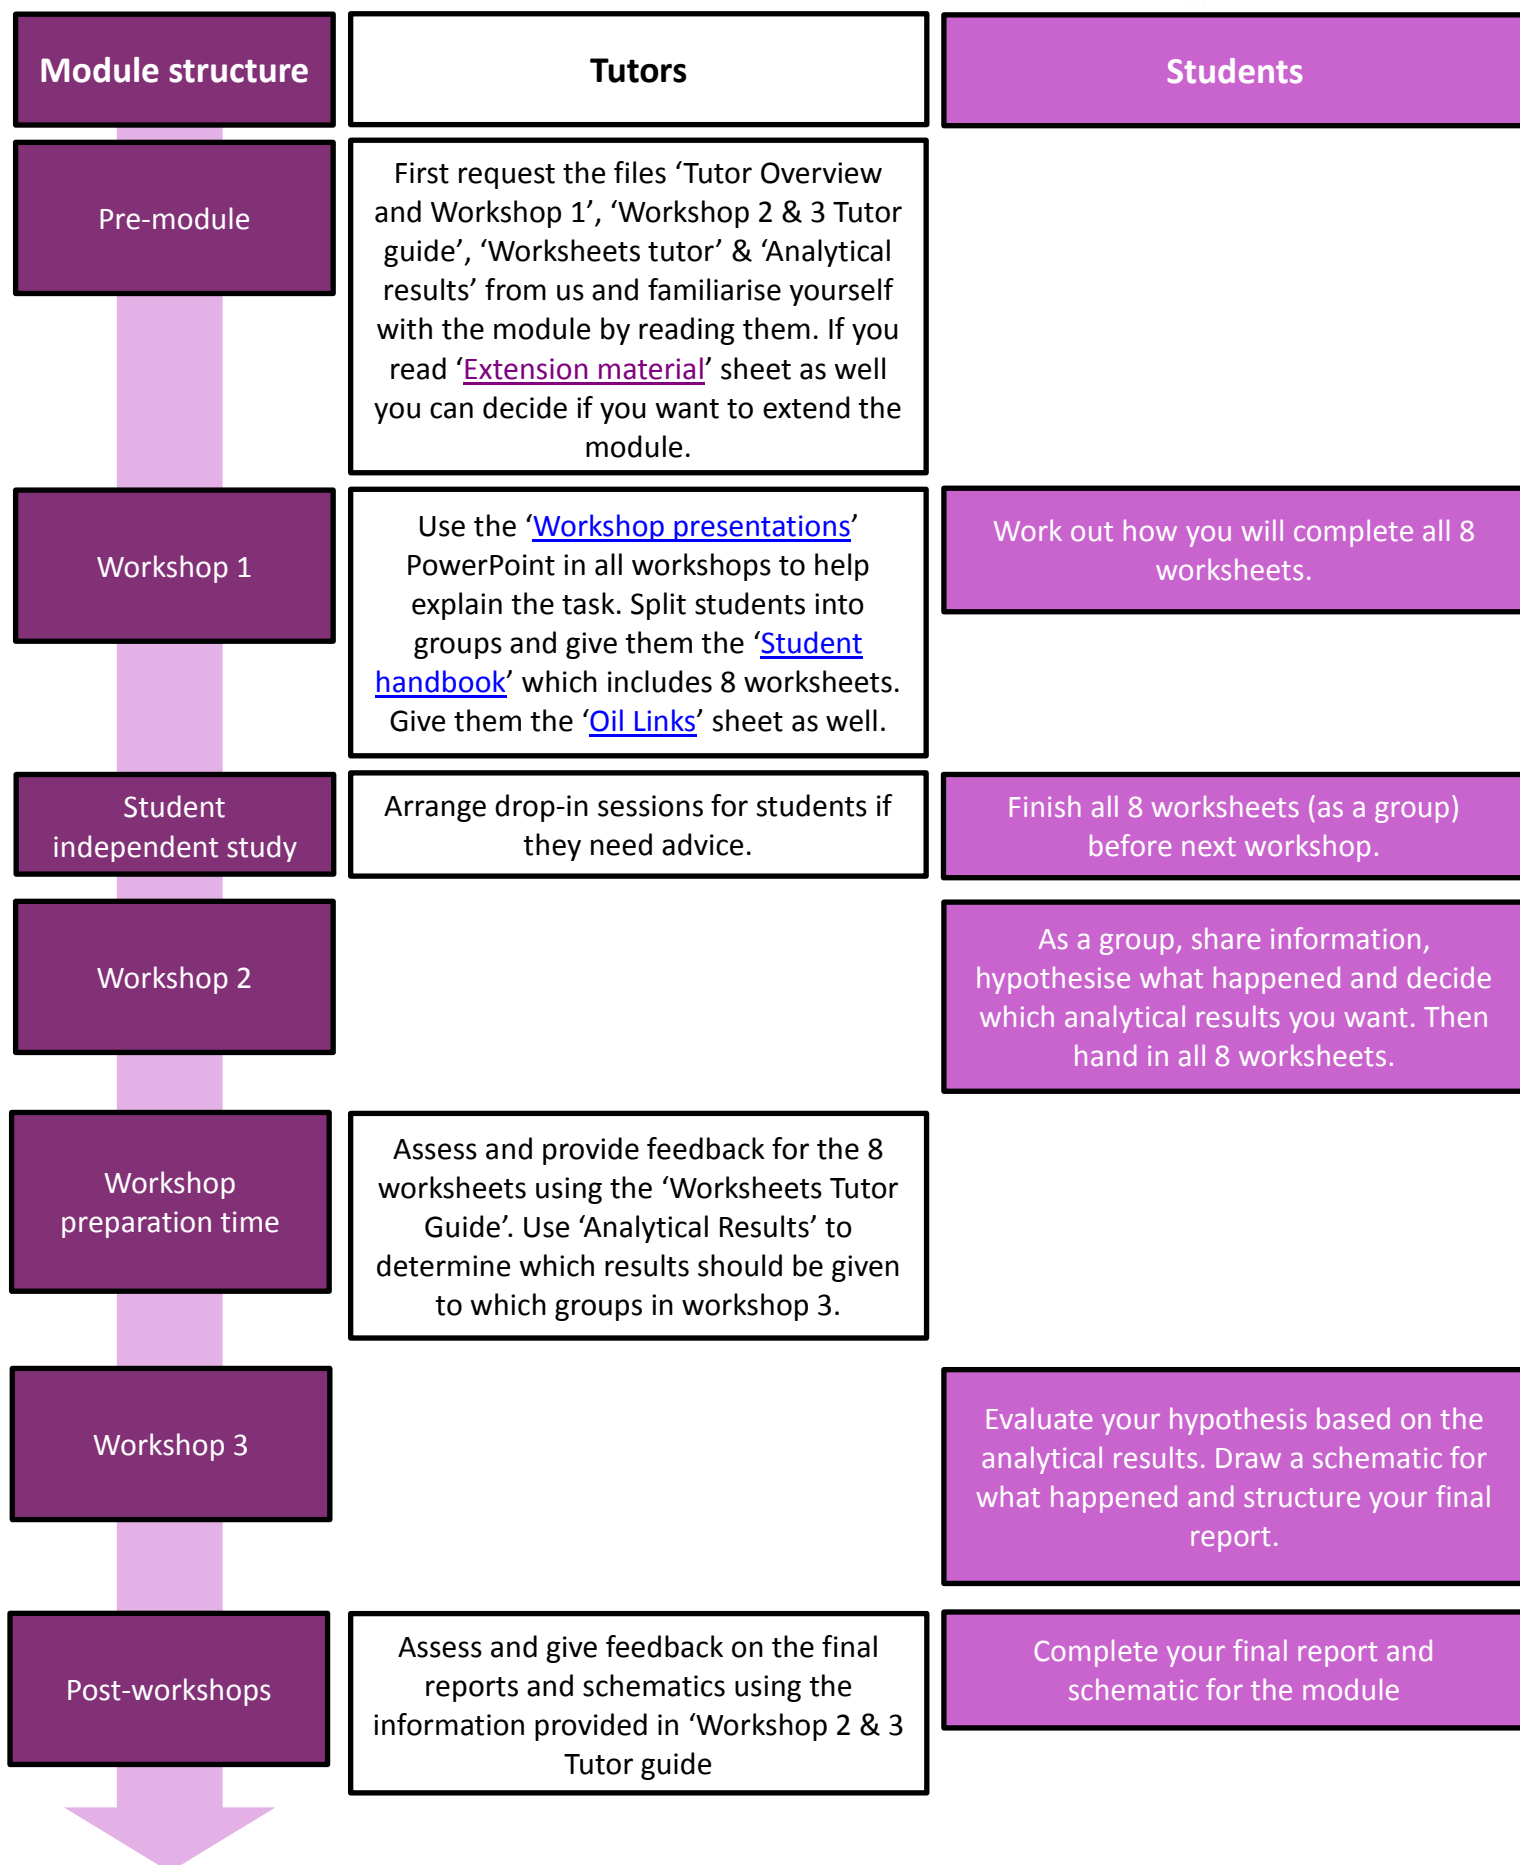 Module structure
Tutors
Students
Pre-module
First request the files ‘Tutor Overview
and Workshop 1’, ‘Workshop 2 & 3 Tutor
guide’, ‘Worksheets tutor’ & ‘Analytical
results’ from us and familiarise yourself
with the module by reading them. If you
read ‘Extension material’ sheet as well
you can decide if you want to extend the
module.
Workshop 1
Use the ‘Workshop presentations’
PowerPoint in all workshops to help
explain the task. Split students into
groups and give them the ‘Student
handbook’ which includes 8 worksheets.
Give them the ‘Oil Links’ sheet as well.
Work out how you will complete all 8
worksheets.
Student
independent study
Arrange drop-in sessions for students if
they need advice.
Finish all 8 worksheets (as a group)
before next workshop.
Workshop 2
As a group, share information,
hypothesise what happened and decide
which analytical results you want. Then
hand in all 8 worksheets.
Workshop
preparation time
Assess and provide feedback for the 8
worksheets using the ‘Worksheets Tutor
Guide’. Use ‘Analytical Results’ to
determine which results should be given
to which groups in workshop 3.
Workshop 3
Evaluate your hypothesis based on the
analytical results. Draw a schematic for
what happened and structure your final
report.
Post-workshops
Assess and give feedback on the final
reports and schematics using the
information provided in ‘Workshop 2 & 3
Tutor guide
Complete your final report and
schematic for the module